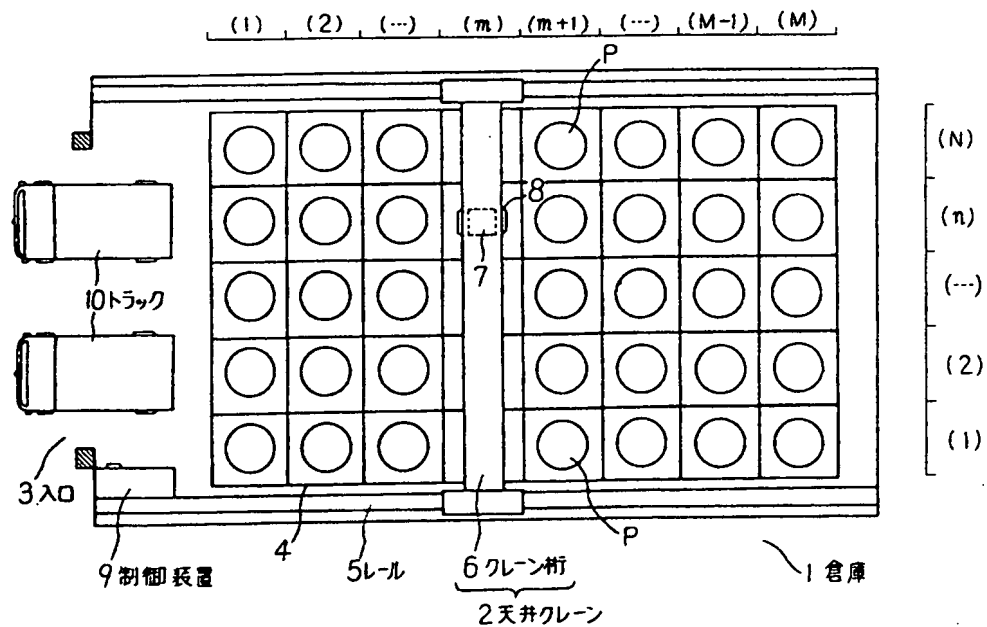 (1) (2) (---) (m) (m+1) (---) (M-1) (M)
P
(N)
8
(n)
7
(---)
10トラック
(2)
(1)
3入口
4
5レール
6クレーン桁
P
9制御装置
1倉庫
2天井クレーン